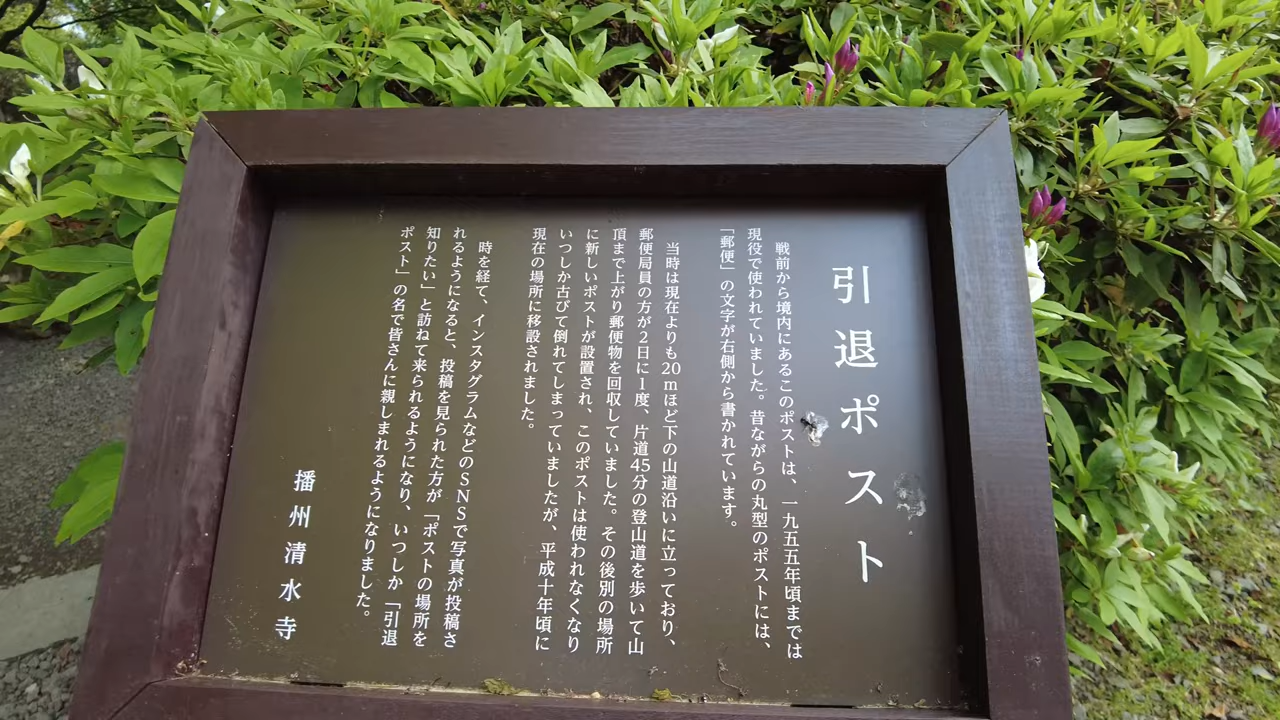 引退ポスト
戦前から境内にあるこのポストは、一九五五年頃までは
現役で使われていました。昔ながらの丸型のポストには、
「郵便」の文字が右側から書かれています。
当時は現在よりも20mほど下の山道沿いに立っており、
郵便局員の方が2日に1度、片道45分の登山道を歩いて山
頂まで上がり郵便物を回収していました。その後別の場所
に新しいポストが設置され、このポストは使われなくなり
いつしか古びて倒れてしまっていましたが、平成十年頃に
現在の場所に移設されました。
時を経て、インスタグラムなどのSNSで写真が投稿さ
れるようになると、投稿を見られた方が「ポストの場所を
知りたい」と訪ねて来られるようになり、いつしか「引退
ポスト」の名で皆さんに親しまれるようになりました。
播州清水寺